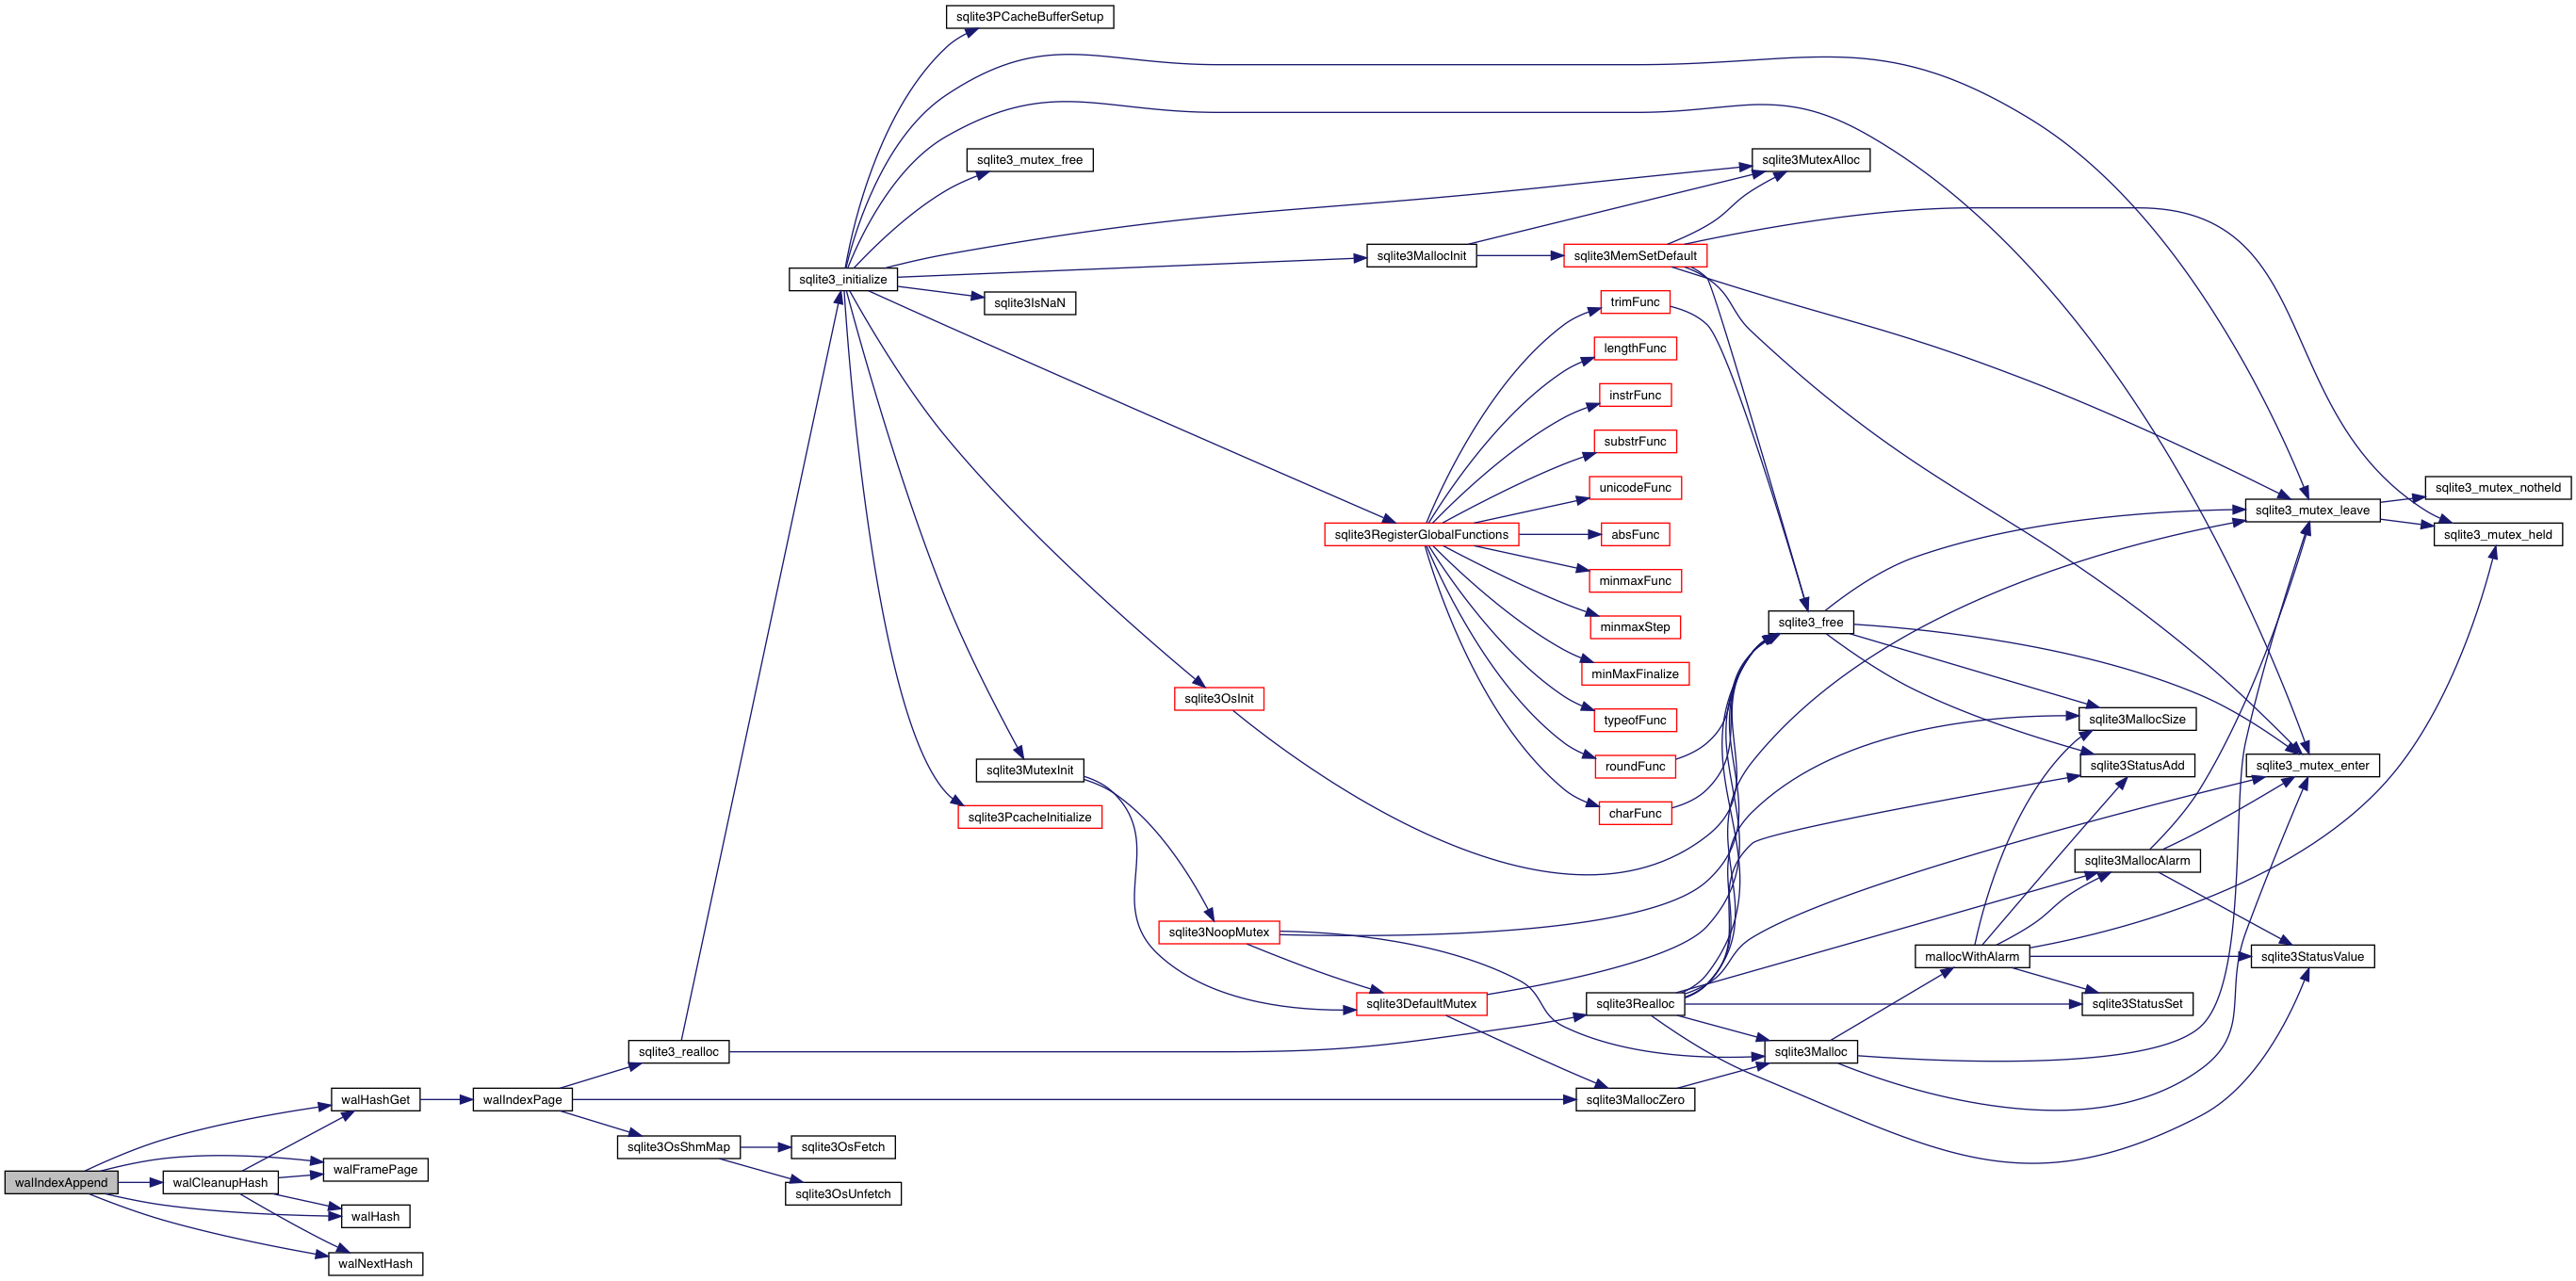 sqlite3PCacheBufferSetup
sqlite3_mutex_free
sqlite3MutexAlloc
sqlite3_initialize
sqlite3MallocInit
sqlite3MemSetDefault
sqlite3IsNaN
trimFunc
lengthFunc
instrFunc
substrFunc
unicodeFunc
sqlite3_mutex_notheld
sqlite3_mutex_leave
sqlite3RegisterGlobalFunctions
absFunc
sqlite3_mutex_held
minmaxFunc
minmaxStep
sqlite3_free
minMaxFinalize
sqlite3OsInit
typeofFunc
sqlite3MallocSize
sqlite3MutexInit
roundFunc
sqlite3StatusAdd
sqlite3_mutex_enter
sqlite3PcacheInitialize
charFunc
sqlite3MallocAlarm
sqlite3NoopMutex
mallocWithAlarm
sqlite3StatusValue
sqlite3DefaultMutex
sqlite3Realloc
sqlite3StatusSet
sqlite3_realloc
sqlite3Malloc
walHashGet
walIndexPage
sqlite3MallocZero
sqlite3OsShmMap
sqlite3OsFetch
walFramePage
walIndexAppend
walCleanupHash
sqlite3OsUnfetch
walHash
walNextHash